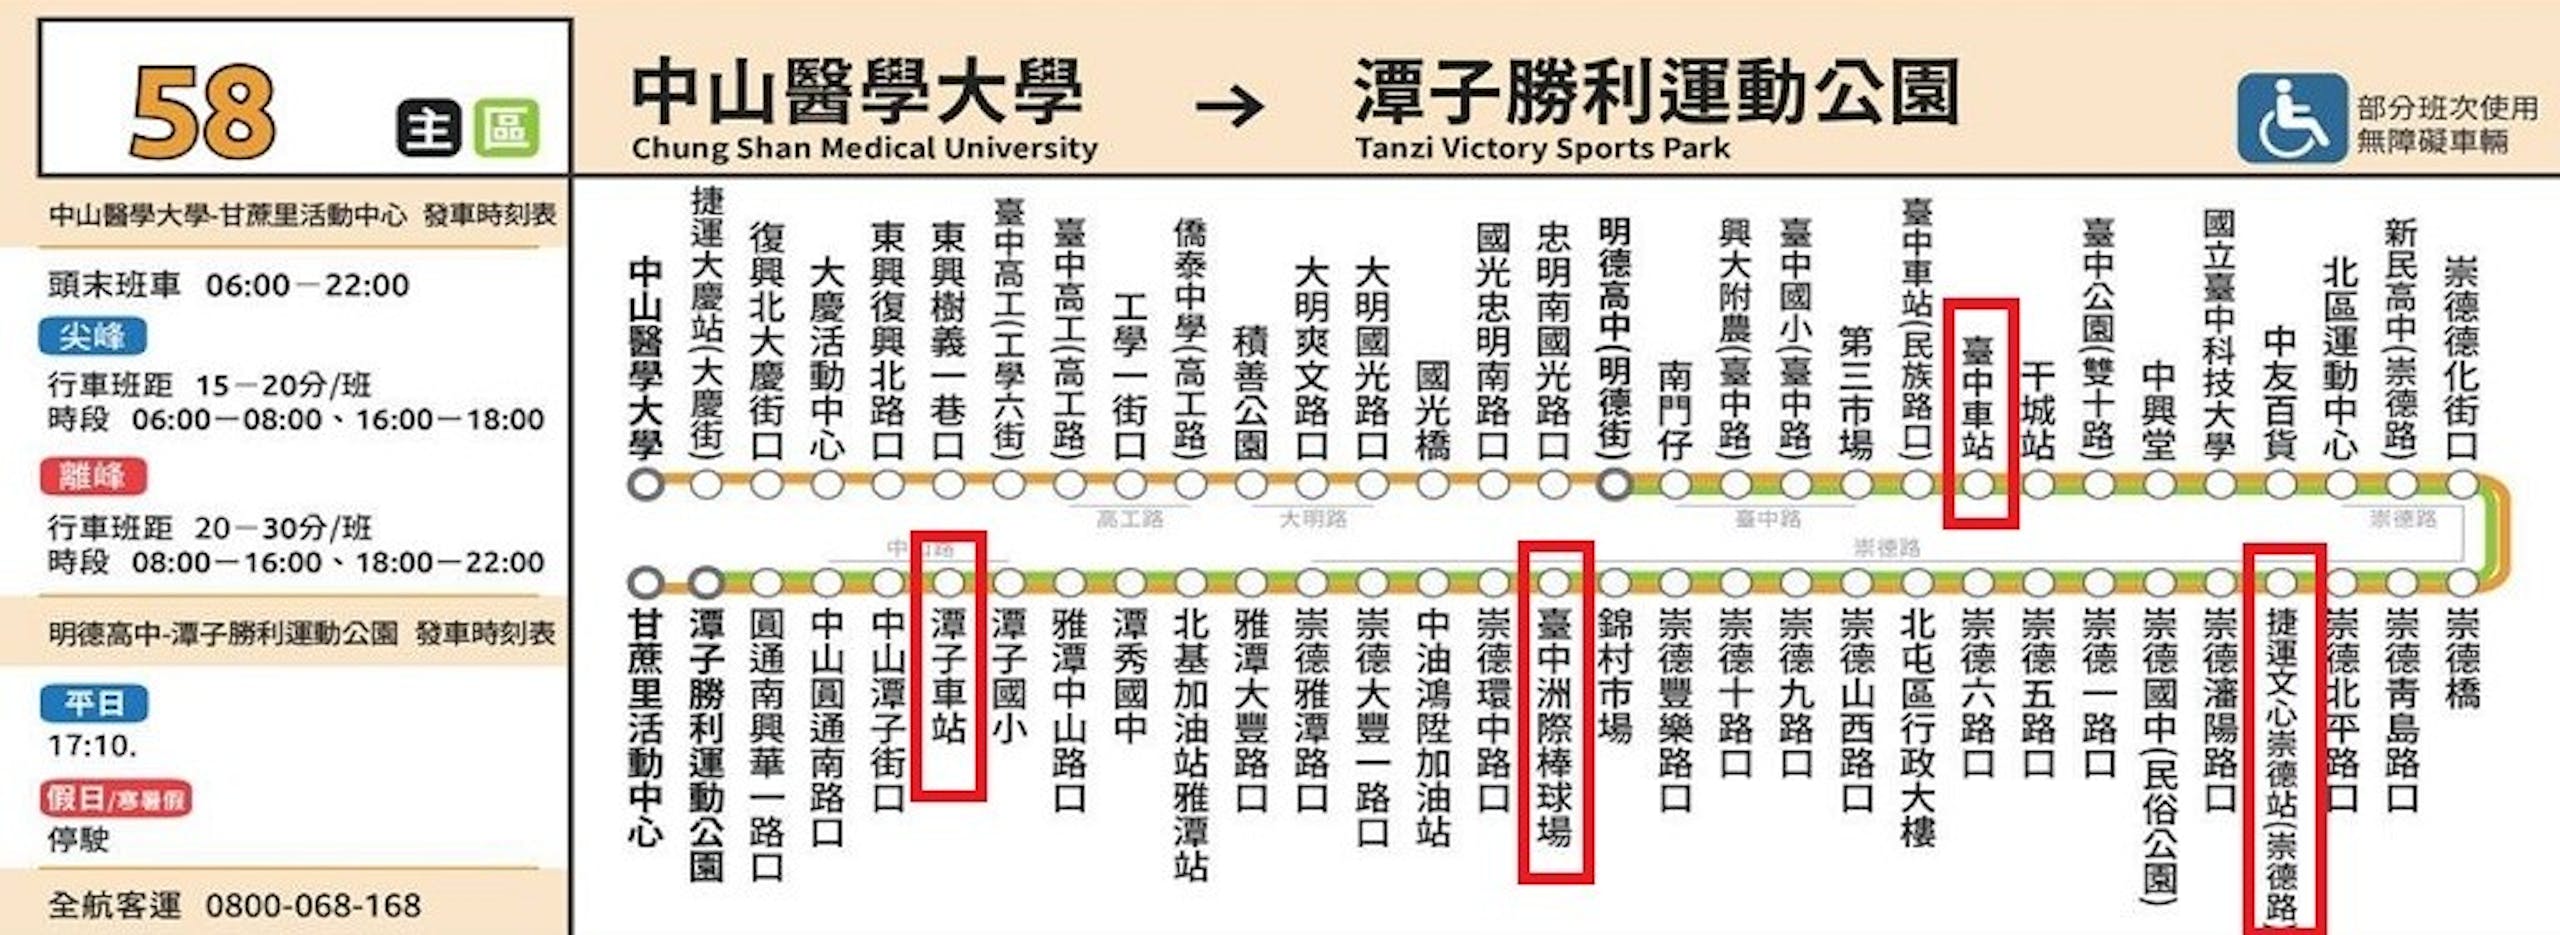 58 主 區
中山醫學大學 → 潭子勝利運動公園
Chung Shan Medical University
Tanzi Victory Sports Park
部分班次使用
無障礙車輛
中山醫學大學-甘蔗里活動中心 發車時刻表
頭末班車 06:00－22:00
尖峰
行車班距 15－20分/班
時段 06:00－08:00、16:00－18:00
離峰
行車班距 20－30分/班
時段 08:00－16:00、18:00－22:00
明德高中-潭子勝利運動公園 發車時刻表
平日
17:10.
假日/寒暑假
停駛
全航客運 0800-068-168
中山醫學大學
捷運大慶站(大慶街)
復興北大慶街口
大慶活動中心
東興復興北路口
東興樹義一巷口
臺中高工(工學六街)
臺中高工(高工路)
工學一街口
僑泰中學(高工路)
積善公園
大明爽文路口
大明國光路口
國光橋
國光忠明南路口
忠明南國光路口
明德高中(明德街)
南門仔
興大附農(臺中路)
臺中國小(臺中路)
第三市場
臺中車站(民族路口)
臺中車站
干城站
臺中公園(雙十路)
中興堂
國立臺中科技大學
中友百貨
北區運動中心
新民高中(崇德路)
崇德德化街口
高工路
大明路
臺中路
崇德路
中山路
崇德路
甘蔗里活動中心
潭子勝利運動公園
圓通南興華一路口
中山圓通南路口
中山潭子街口
潭子車站
潭子國小
雅潭中山路口
潭秀國中
北基加油站雅潭站
雅潭大豐路口
崇德雅潭路口
崇德大豐一路口
中油鴻陞加油站
崇德環中路口
臺中洲際棒球場
錦村市場
崇德豐樂路口
崇德十路口
崇德九路口
崇德山西路口
北屯區行政大樓
崇德六路口
崇德五路口
崇德一路口
崇德國中(民俗公園)
崇德瀋陽路口
捷運文心崇德站(崇德路)
崇德北平路口
崇德青島路口
崇德橋